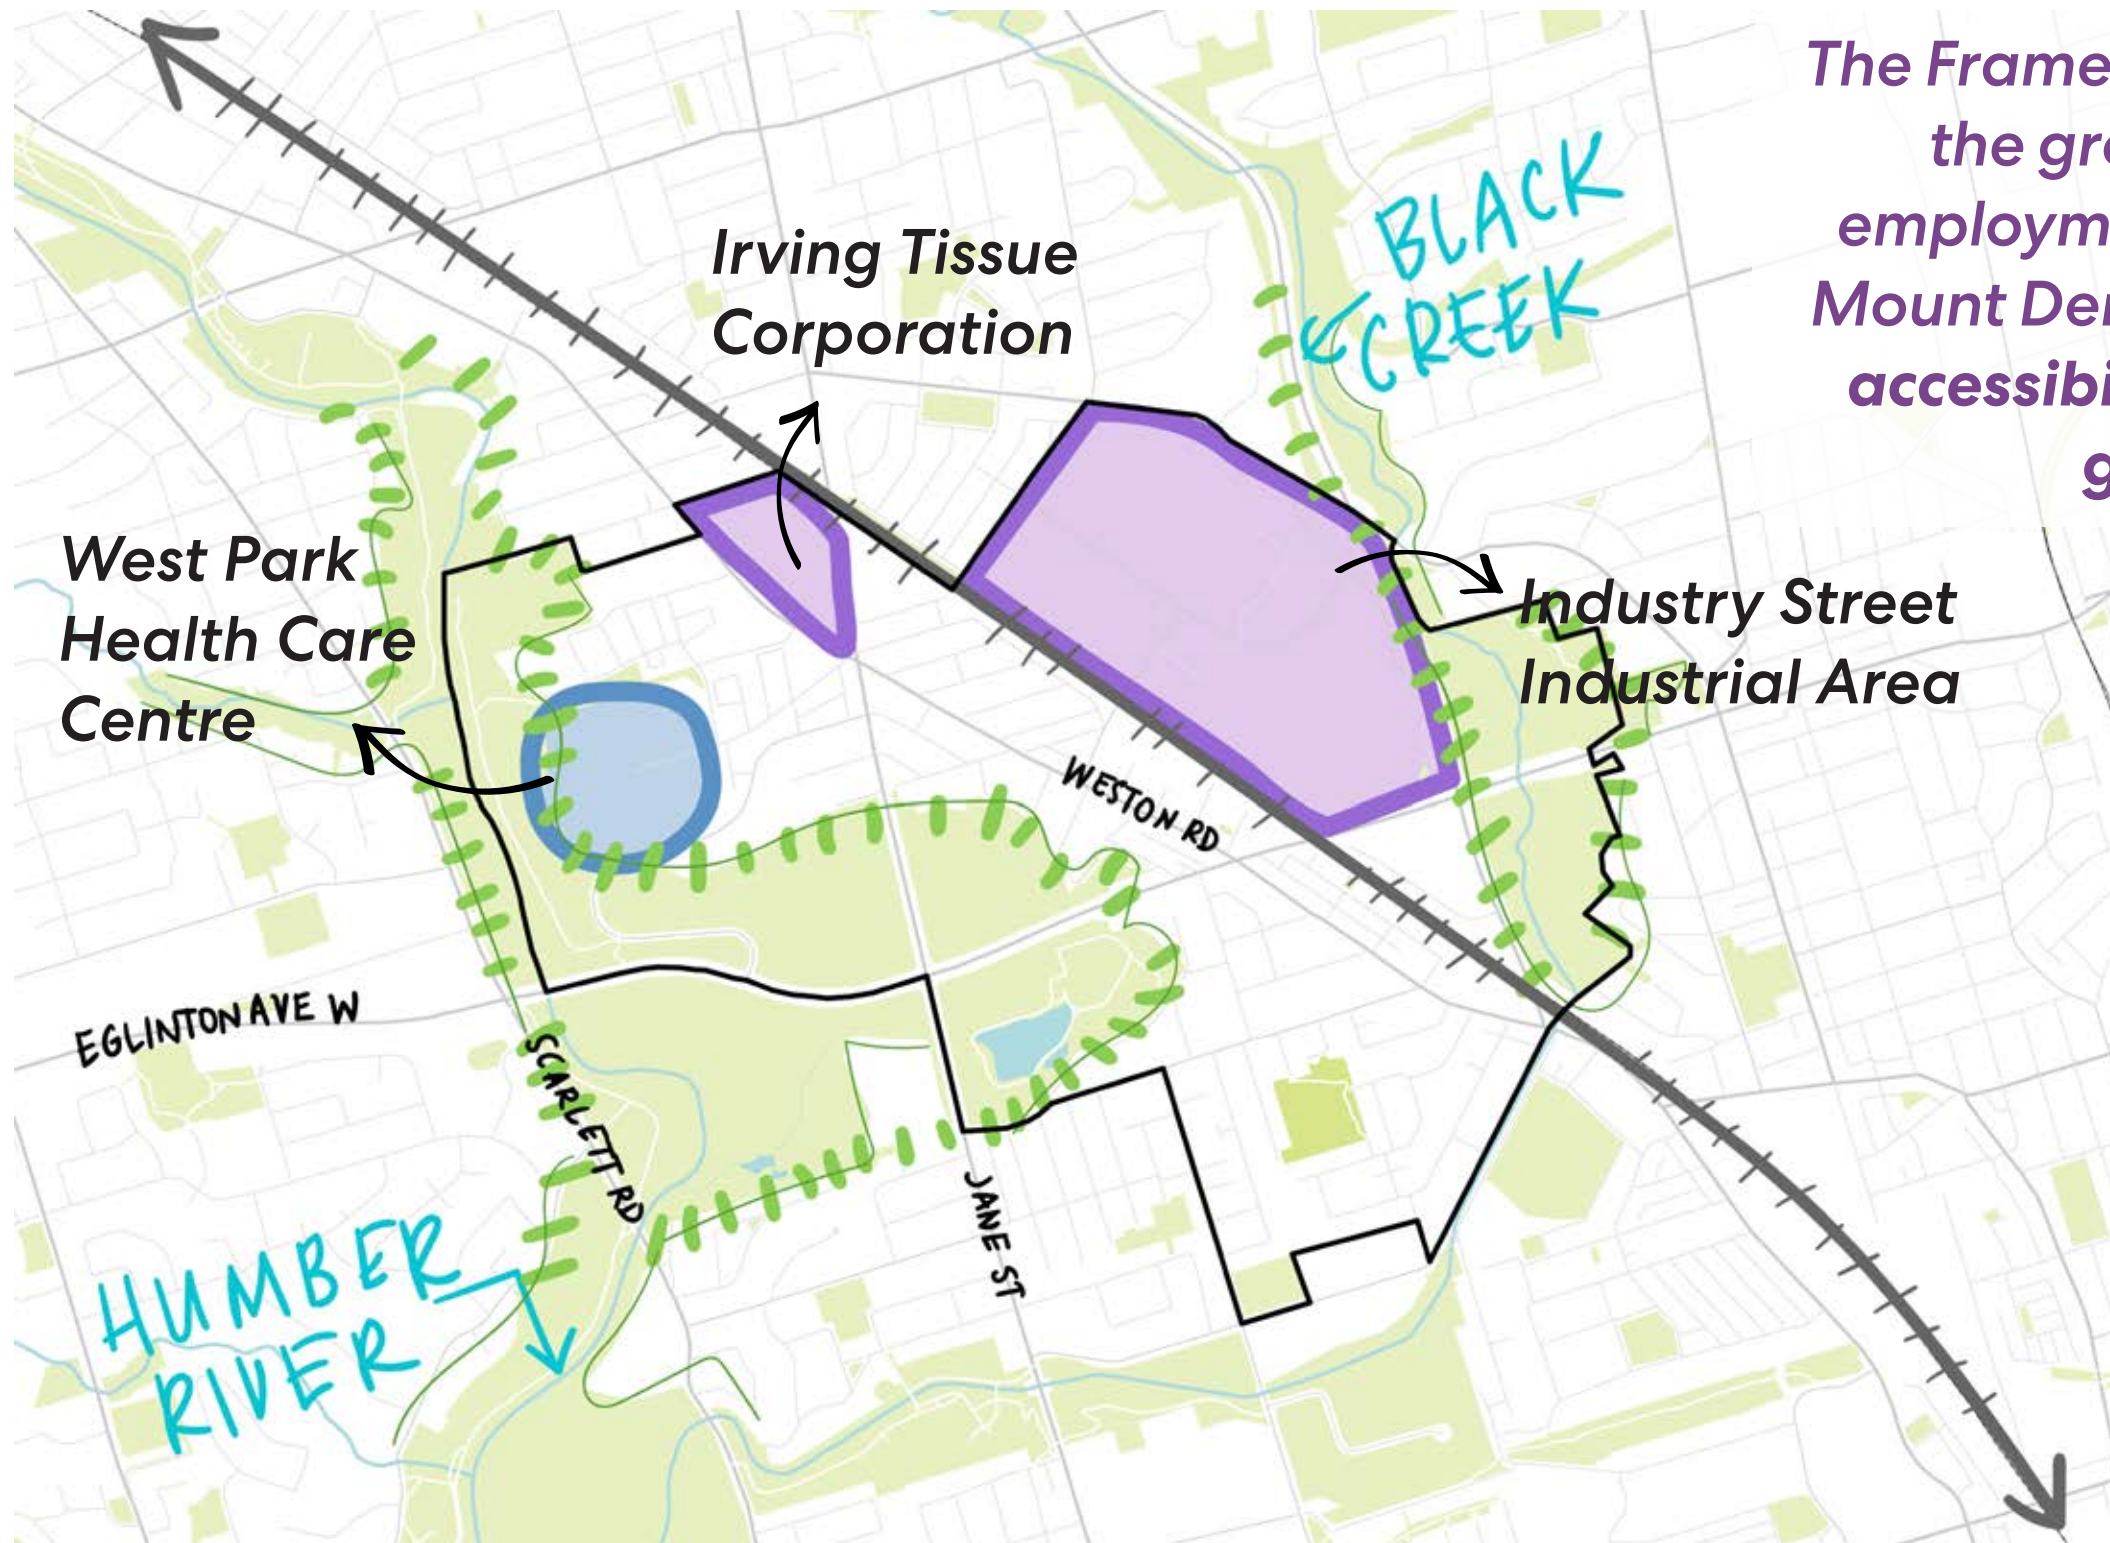 The Frame
the gr
employm
Mount De
accessibi
g
BLACK
CREEK
Irving Tissue
Corporation
West Park
Health Care
Centre
Industry Street
Industrial Area
WESTON RD
EGLINTON AVE W
SCARLETT RD
JANE ST
HUMBER
RIVER